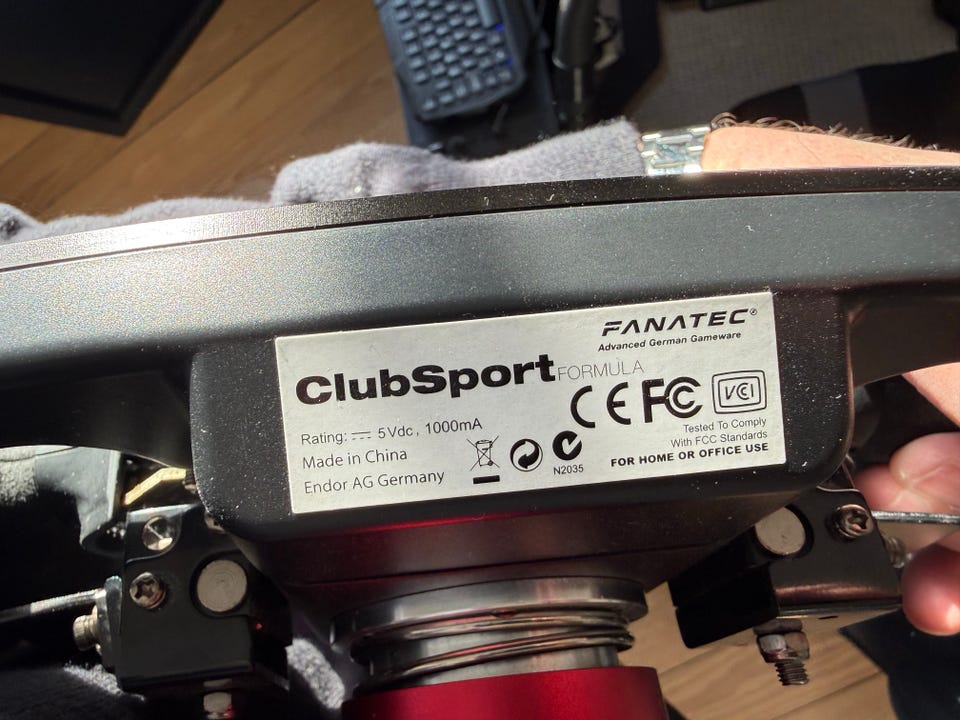 FANATEC®
Advanced German Gameware
ClubSport FORMULA
CE FC VCI
Rating: ⎓ 5Vdc, 1000mA
Made in China
Endor AG Germany
N2035
Tested To Comply
With FCC Standards
FOR HOME OR OFFICE USE